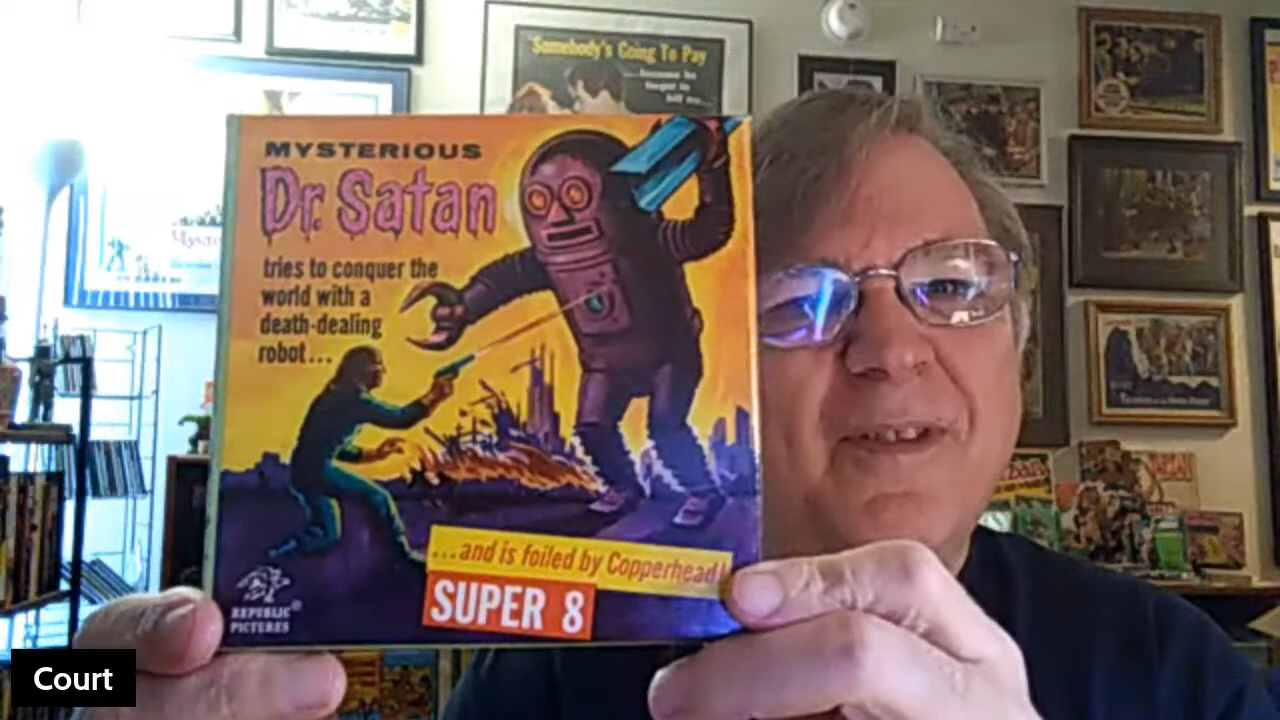 Somebody's Going To Pay
MYSTERIOUS
Dr. Satan
tries to conquer the
world with a
death-dealing
robot...
...and is foiled by Copperhead!
SUPER 8
REPUBLIC®
PICTURES
Court